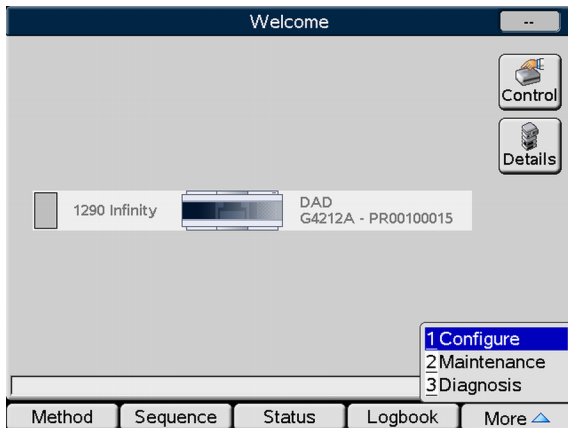 Welcome
--
Control
Details
1290 Infinity
DAD
G4212A - PR00100015
1 Configure
2 Maintenance
3 Diagnosis
Method
Sequence
Status
Logbook
More